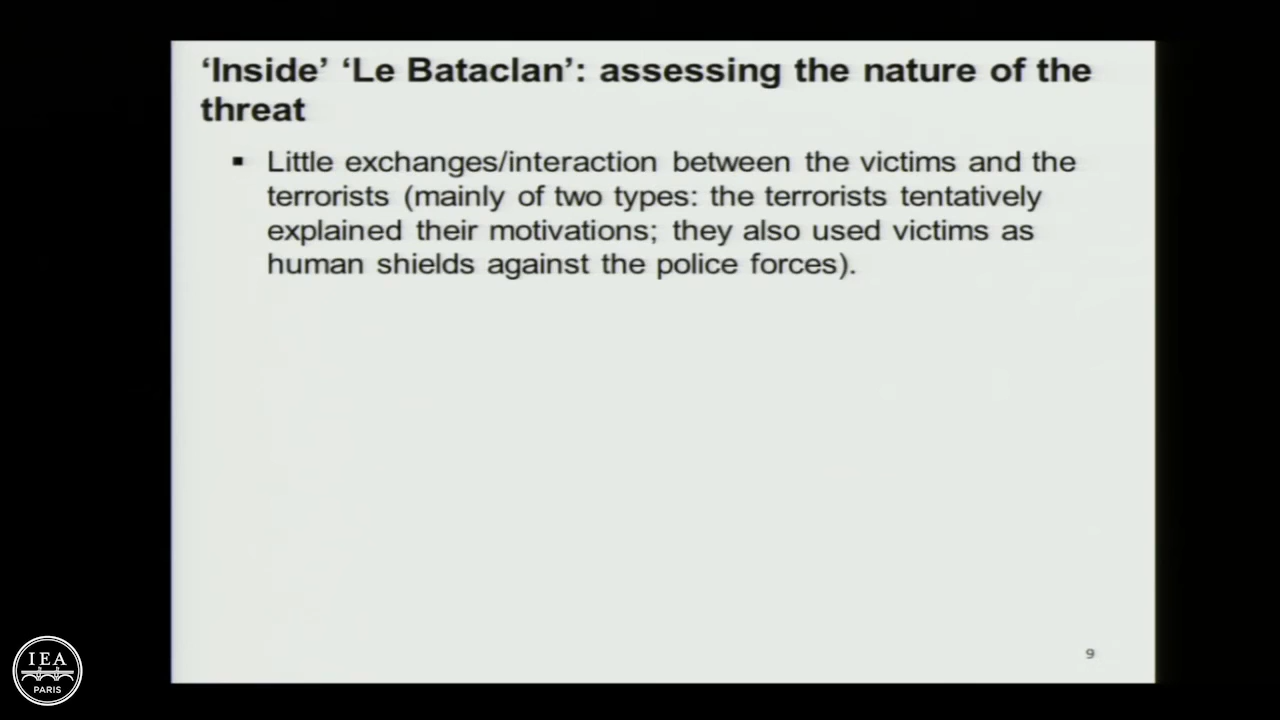 ‘Inside’ ‘Le Bataclan’: assessing the nature of the
threat
▪ Little exchanges/interaction between the victims and the
terrorists (mainly of two types: the terrorists tentatively
explained their motivations; they also used victims as
human shields against the police forces).
9
IEA
PARIS